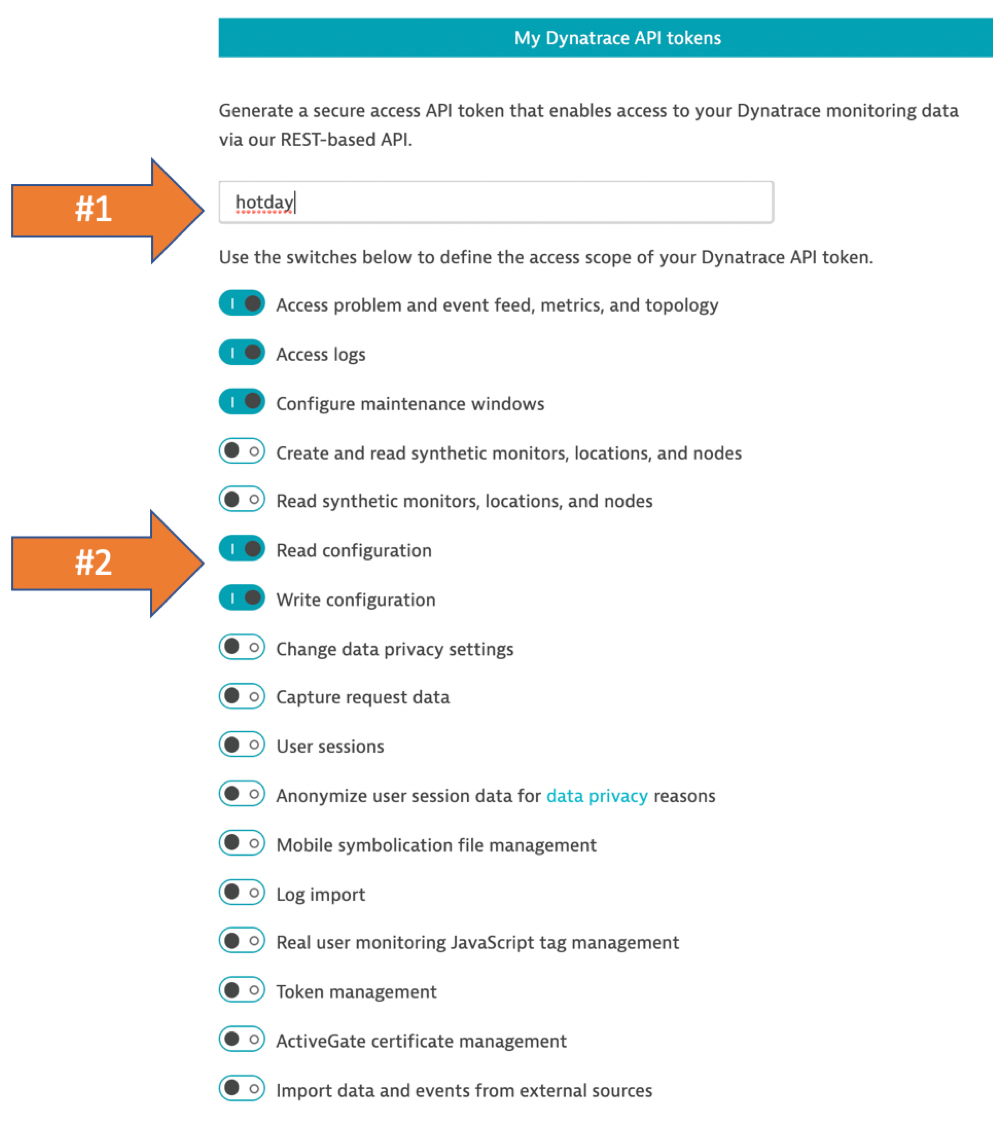 My Dynatrace API tokens
Generate a secure access API token that enables access to your Dynatrace monitoring data
via our REST-based API.
#1
hotday
Use the switches below to define the access scope of your Dynatrace API token.
Access problem and event feed, metrics, and topology
Access logs
Configure maintenance windows
Create and read synthetic monitors, locations, and nodes
Read synthetic monitors, locations, and nodes
#2
Read configuration
Write configuration
Change data privacy settings
Capture request data
User sessions
Anonymize user session data for data privacy reasons
Mobile symbolication file management
Log import
Real user monitoring JavaScript tag management
Token management
ActiveGate certificate management
Import data and events from external sources